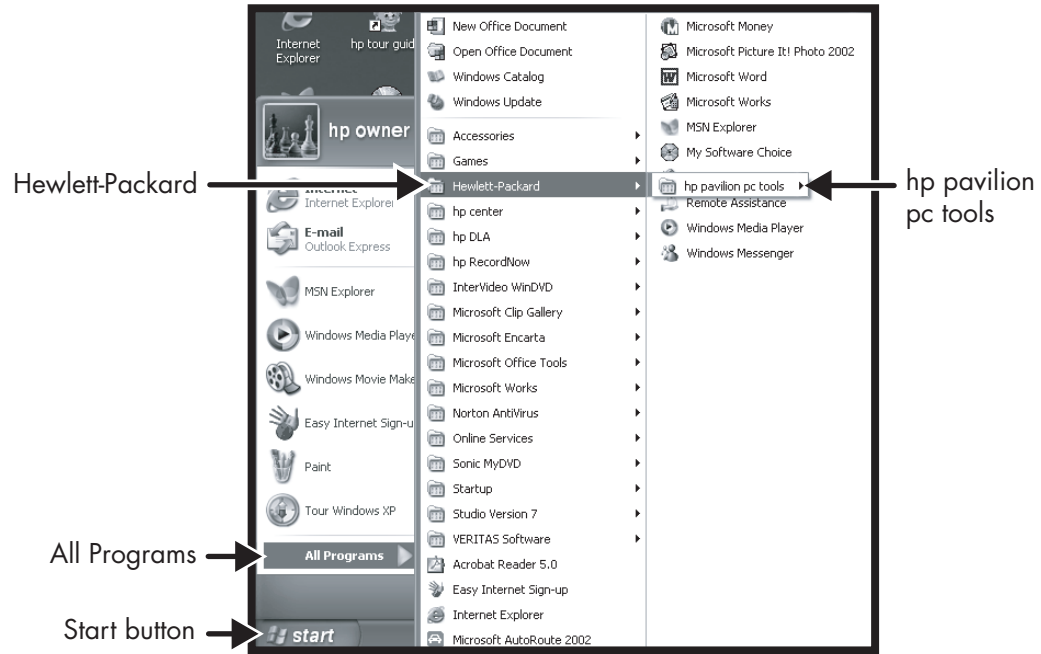 Internet
Explorer
hp tour guid
hp owner
Internet
Internet Explorer
E-mail
Outlook Express
MSN Explorer
Windows Media Playe
Windows Movie Make
Easy Internet Sign-u
Paint
Tour Windows XP
All Programs
start
New Office Document
Open Office Document
Windows Catalog
Windows Update
Accessories
Games
Hewlett-Packard
hp center
hp DLA
hp RecordNow
InterVideo WinDVD
Microsoft Clip Gallery
Microsoft Encarta
Microsoft Office Tools
Microsoft Works
Norton AntiVirus
Online Services
Sonic MyDVD
Startup
Studio Version 7
VERITAS Software
Acrobat Reader 5.0
Easy Internet Sign-up
Internet Explorer
Microsoft AutoRoute 2002
Microsoft Money
Microsoft Picture It! Photo 2002
Microsoft Word
Microsoft Works
MSN Explorer
My Software Choice
hp pavilion pc tools
Remote Assistance
Windows Media Player
Windows Messenger
Hewlett-Packard
All Programs
Start button
hp pavilion
pc tools